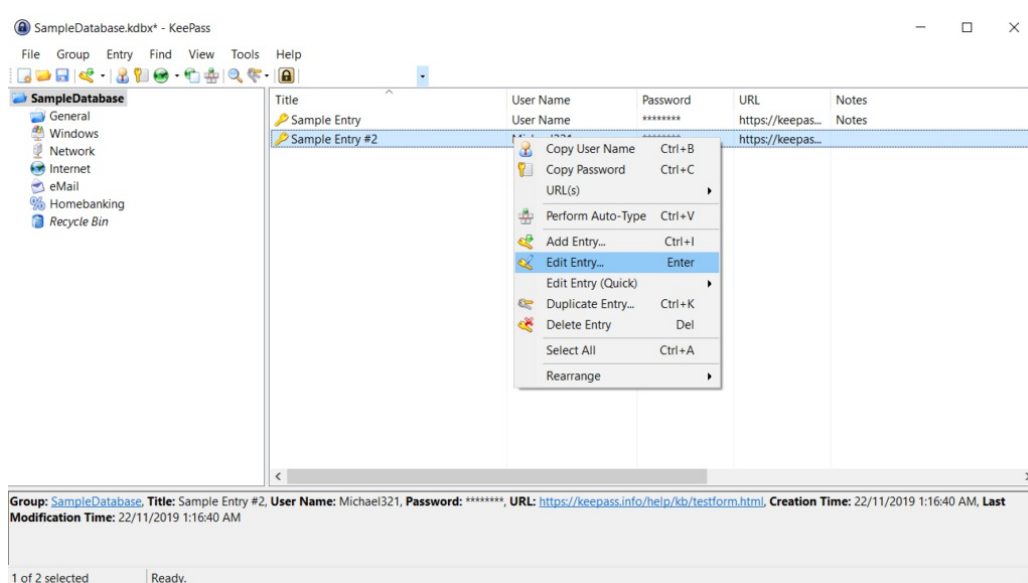 SampleDatabase.kdbx* - KeePass
File Group Entry Find View Tools Help
SampleDatabase
General
Windows
Network
Internet
eMail
Homebanking
Recycle Bin
Title User Name Password URL Notes
Sample Entry User Name ******** https://keepas... Notes
Sample Entry #2 Michael321 ******** https://keepas...
Copy User Name Ctrl+B
Copy Password Ctrl+C
URL(s)
Perform Auto-Type Ctrl+V
Add Entry... Ctrl+I
Edit Entry... Enter
Edit Entry (Quick)
Duplicate Entry... Ctrl+K
Delete Entry Del
Select All Ctrl+A
Rearrange
Group: SampleDatabase, Title: Sample Entry #2, User Name: Michael321, Password: ********, URL: https://keepass.info/help/kb/testform.html, Creation Time: 22/11/2019 1:16:40 AM, Last
Modification Time: 22/11/2019 1:16:40 AM
1 of 2 selected Ready.